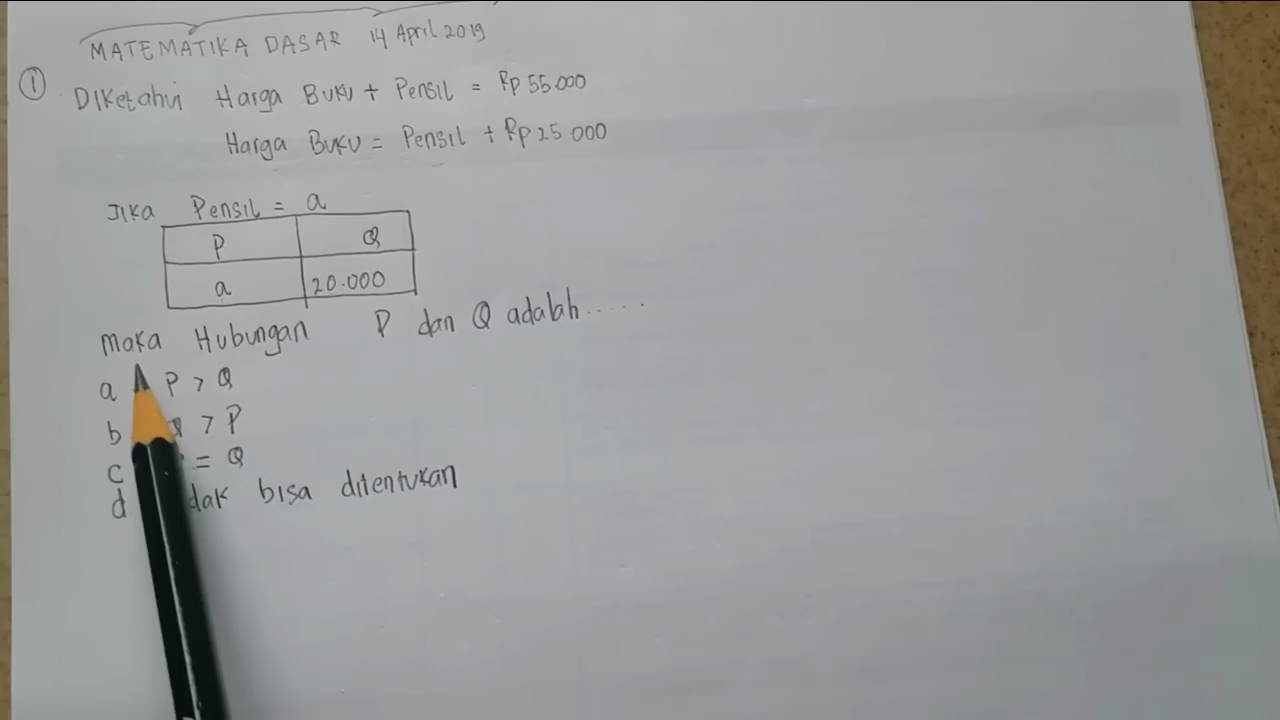 MATEMATIKA DASAR 14 April 2019
① DIKetahui Harga Buku + Pensil = Rp 55.000
Harga Buku = Pensil + Rp 25.000
Jika Pensil = a
P Q
a 20.000
maka Hubungan P dan Q adalah.....
a P > Q
b > P
c = Q
d bisa ditentukan